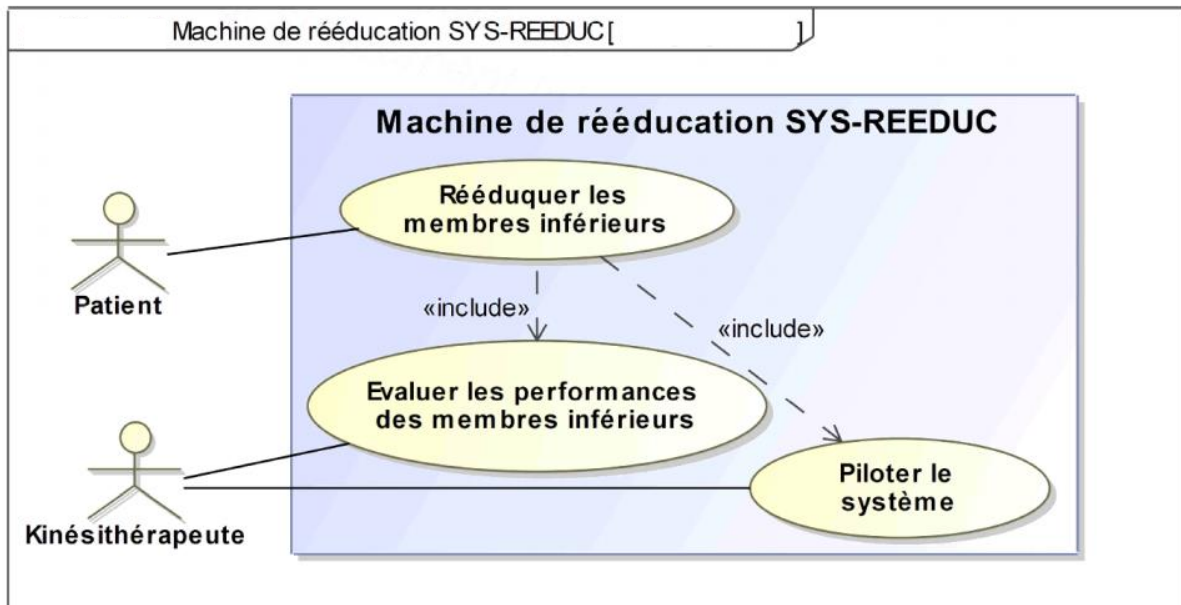 Machine de rééducation SYS-REEDUC[ ]
Machine de rééducation SYS-REEDUC
Rééduquer les
membres inférieurs
Patient
«include»
«include»
Evaluer les performances
des membres inférieurs
Piloter le
système
Kinésithérapeute